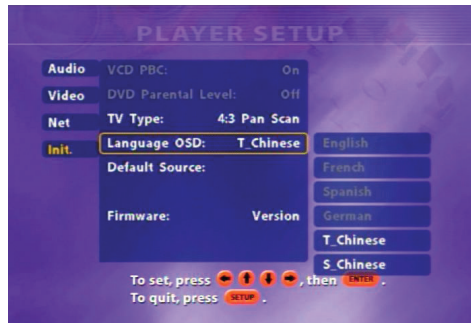 PLAYER SETUP
Audio
Video
Net
Init.
VCD PBC: On
DVD Parental Level: Off
TV Type: 4:3 Pan Scan
Language OSD: T_Chinese
Default Source:
Firmware: Version
English
French
Spanish
German
T_Chinese
S_Chinese
To set, press , then ENTER .
To quit, press SETUP .